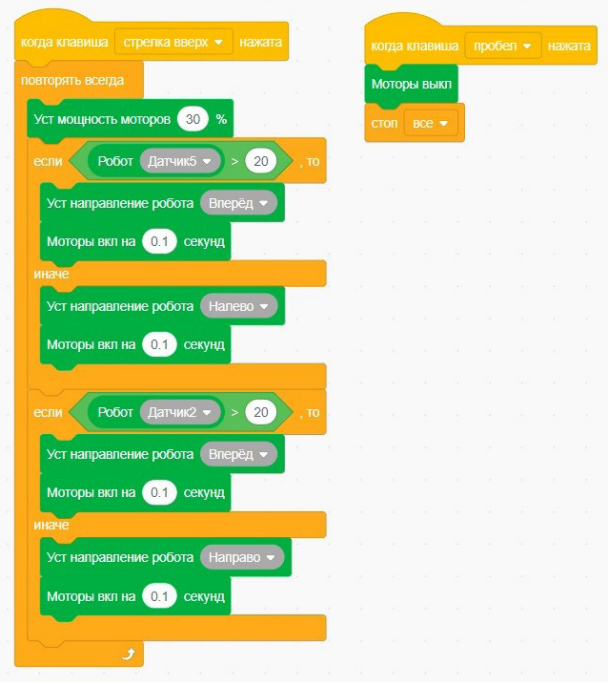 когда клавиша стрелка вверх нажата
повторять всегда
Уст мощность моторов 30 %
если Робот Датчик5 > 20 , то
Уст направление робота Вперёд
Моторы вкл на 0.1 секунд
иначе
Уст направление робота Налево
Моторы вкл на 0.1 секунд
если Робот Датчик2 > 20 , то
Уст направление робота Вперёд
Моторы вкл на 0.1 секунд
иначе
Уст направление робота Направо
Моторы вкл на 0.1 секунд
когда клавиша пробел нажата
Моторы выкл
стоп все